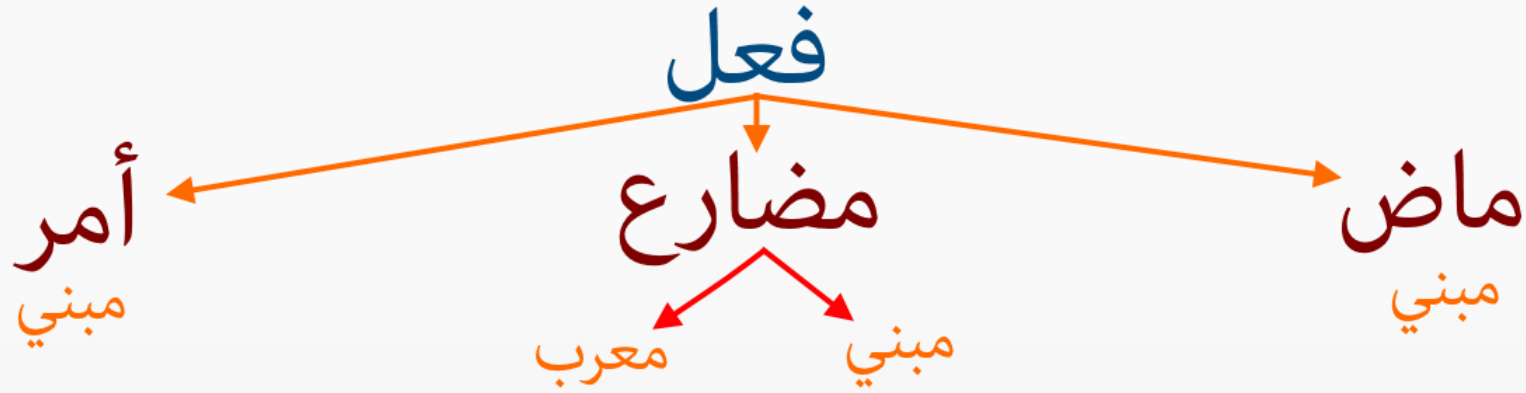 فعل
ماض
مضارع
أمر
مبني
مبني
معرب
مبني